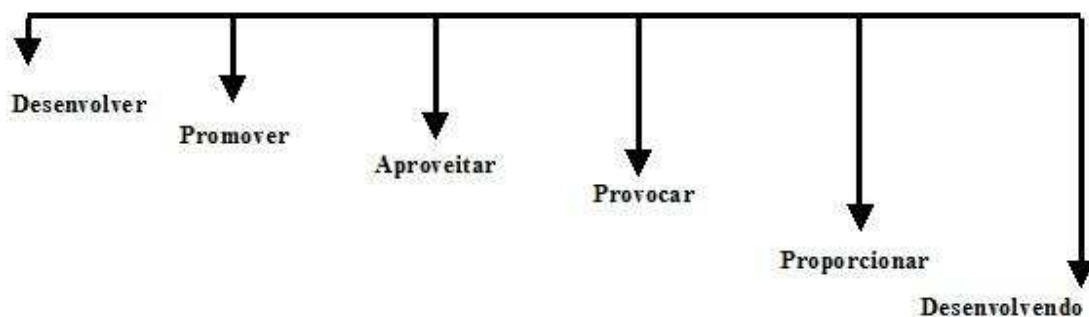 Desenvolver
Promover
Aproveitar
Provocar
Proporcionar
Desenvolvendo